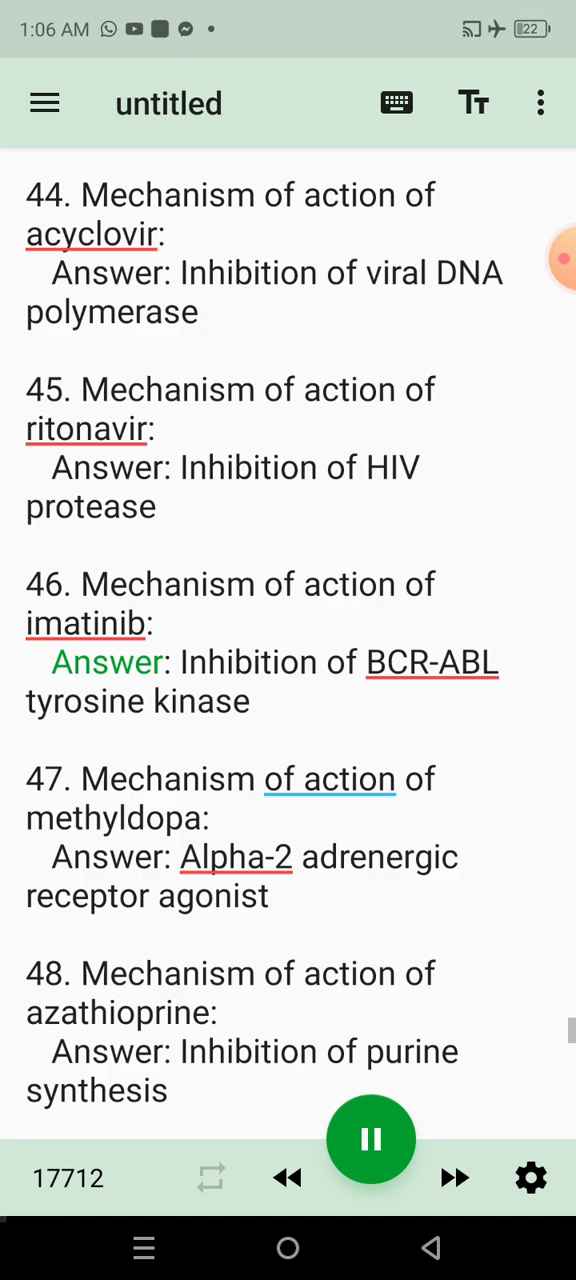 1:06 AM
22
untitled
44. Mechanism of action of
acyclovir:
Answer: Inhibition of viral DNA
polymerase
45. Mechanism of action of
ritonavir:
Answer: Inhibition of HIV
protease
46. Mechanism of action of
imatinib:
Answer: Inhibition of BCR-ABL
tyrosine kinase
47. Mechanism of action of
methyldopa:
Answer: Alpha-2 adrenergic
receptor agonist
48. Mechanism of action of
azathioprine:
Answer: Inhibition of purine
synthesis
17712